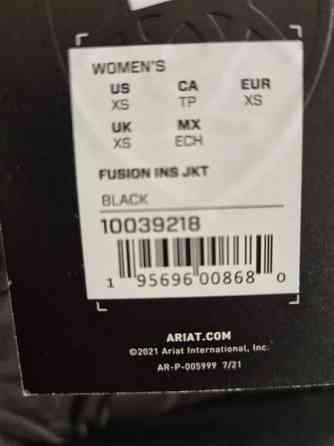 WOMEN'S
US CA EUR
XS TP XS
UK MX
XS ECH
FUSION INS JKT
BLACK
10039218
1 95696 00868 0
ARIAT.COM
©2021 Ariat International, Inc.
AR-P-005999 7/21